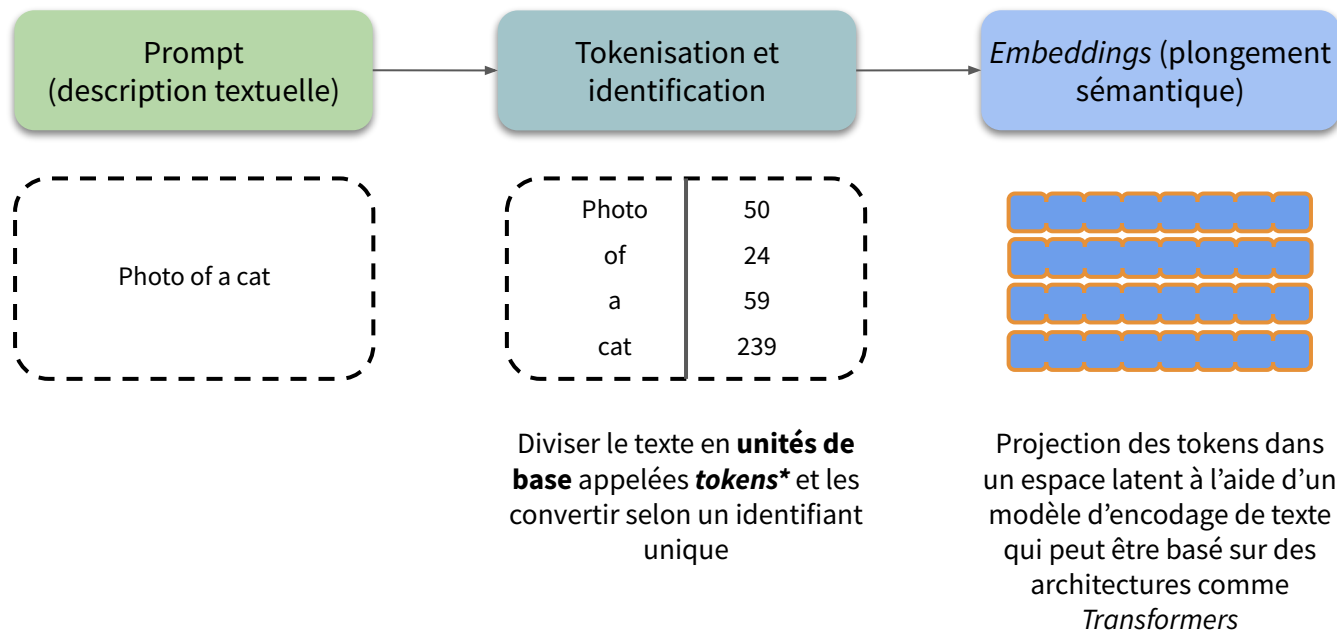 Prompt
(description textuelle)
Tokenisation et
identification
Embeddings (plongement
sémantique)
Photo of a cat
Photo 50
of 24
a 59
cat 239
Diviser le texte en unités de
base appelées tokens* et les
convertir selon un identifiant
unique
Projection des tokens dans
un espace latent à l’aide d’un
modèle d’encodage de texte
qui peut être basé sur des
architectures comme
Transformers